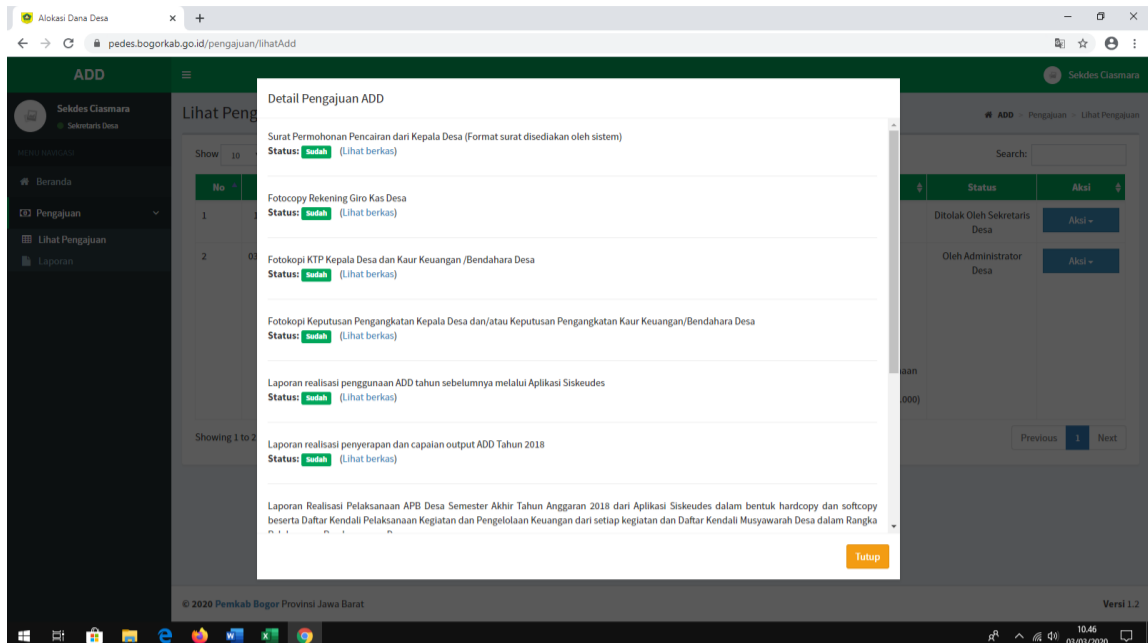 Alokasi Dana Desa
pedes.bogorkab.go.id/pengajuan/lihatAdd
ADD
Sekdes Ciasmara
Sekdes Ciasmara
Sekretaris Desa
MENU NAVIGASI
Beranda
Pengajuan
Lihat Pengajuan
Laporan
Lihat Peng
ADD > Pengajuan > Lihat Pengajuan
Show 10
Search:
No
Status
Aksi
1
Ditolak Oleh Sekretaris
Desa
Aksi
2
03
Oleh Administrator
Desa
Aksi
aan
.000)
Showing 1 to 2
Previous 1 Next
Detail Pengajuan ADD
Surat Permohonan Pencairan dari Kepala Desa (Format surat disediakan oleh sistem)
Status: Sudah (Lihat berkas)
Fotocopy Rekening Giro Kas Desa
Status: Sudah (Lihat berkas)
Fotokopi KTP Kepala Desa dan Kaur Keuangan /Bendahara Desa
Status: Sudah (Lihat berkas)
Fotokopi Keputusan Pengangkatan Kepala Desa dan/atau Keputusan Pengangkatan Kaur Keuangan/Bendahara Desa
Status: Sudah (Lihat berkas)
Laporan realisasi penggunaan ADD tahun sebelumnya melalui Aplikasi Siskeudes
Status: Sudah (Lihat berkas)
Laporan realisasi penyerapan dan capaian output ADD Tahun 2018
Status: Sudah (Lihat berkas)
Laporan Realisasi Pelaksanaan APB Desa Semester Akhir Tahun Anggaran 2018 dari Aplikasi Siskeudes dalam bentuk hardcopy dan softcopy
beserta Daftar Kendali Pelaksanaan Kegiatan dan Pengelolaan Keuangan dari setiap kegiatan dan Daftar Kendali Musyawarah Desa dalam Rangka
Tutup
© 2020 Pemkab Bogor Provinsi Jawa Barat
Versi 1.2
10.46
03/03/2020